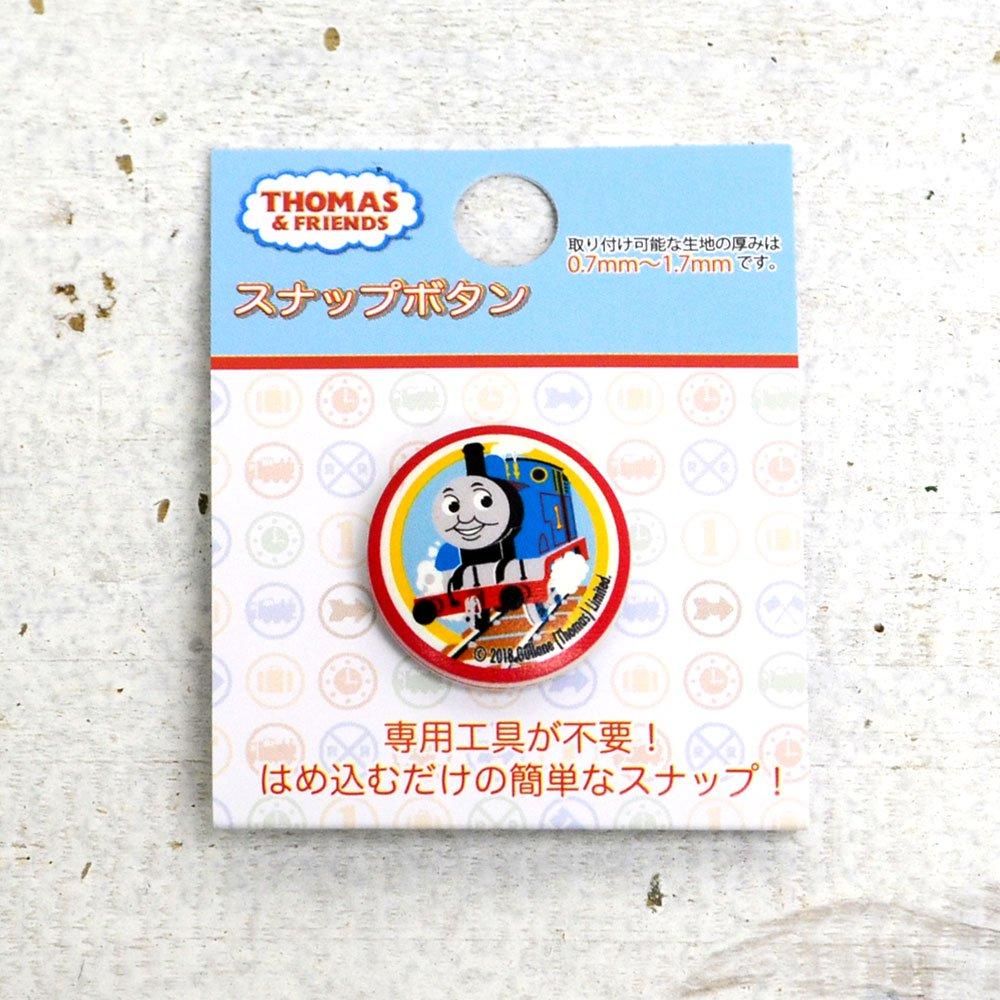 THOMAS
& FRIENDS
取り付け可能な生地の厚みは
0.7mm～1.7mmです。
スナップボタン
1
© 2018 Gullane (Thomas) Limited.
専用工具が不要！
はめ込むだけの簡単なスナップ！